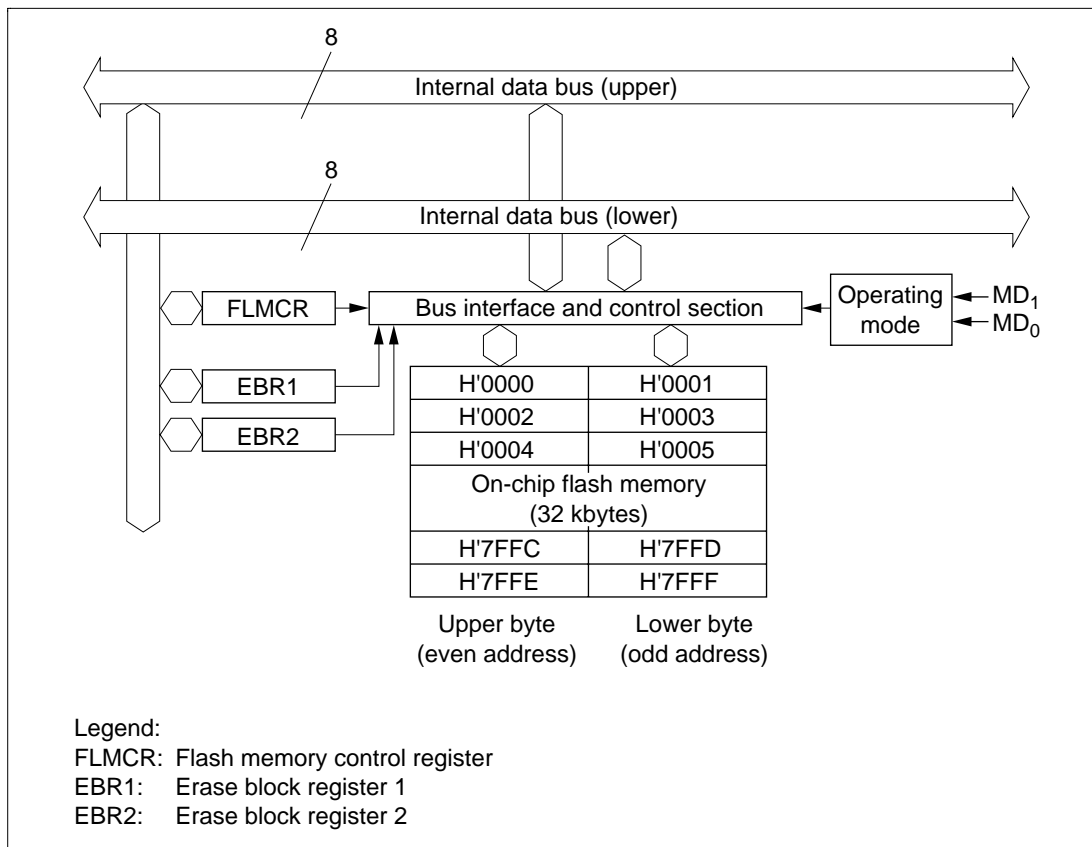 8
Internal data bus (upper)
8
Internal data bus (lower)
FLMCR
Bus interface and control section
Operating
mode
MD₁
MD₀
EBR1
EBR2
H'0000 H'0001
H'0002 H'0003
H'0004 H'0005
On-chip flash memory
(32 kbytes)
H'7FFC H'7FFD
H'7FFE H'7FFF
Upper byte
(even address)
Lower byte
(odd address)
Legend:
FLMCR: Flash memory control register
EBR1: Erase block register 1
EBR2: Erase block register 2